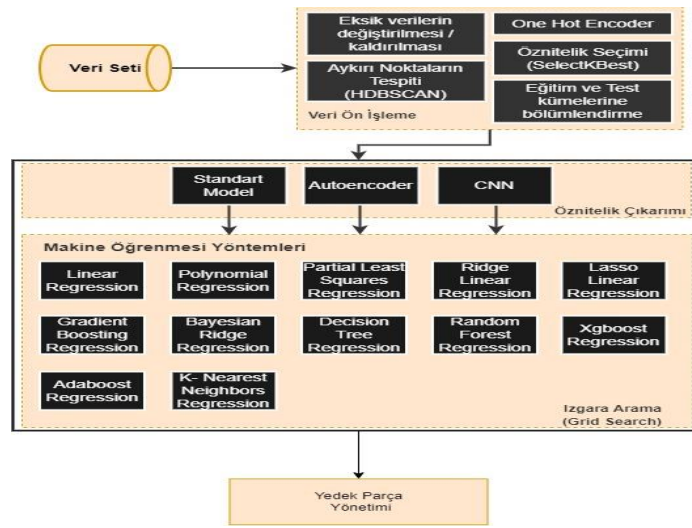 Veri Seti
Eksik verilerin
değiştirilmesi /
kaldırılması
Aykırı Noktaların
Tespiti
(HDBSCAN)
One Hot Encoder
Öznitelik Seçimi
(SelectKBest)
Eğitim ve Test
kümelerine
bölümlendirme
Veri Ön İşleme
Standart
Model
Autoencoder
CNN
Öznitelik Çıkarımı
Makine Öğrenmesi Yöntemleri
Linear
Regression
Polynomial
Regression
Partial Least
Squares
Regression
Ridge
Linear
Regression
Lasso
Linear
Regression
Gradient
Boosting
Regression
Bayesian
Ridge
Regression
Decision
Tree
Regression
Random
Forest
Regression
Xgboost
Regression
Adaboost
Regression
K- Nearest
Neighbors
Regression
Izgara Arama
(Grid Search)
Yedek Parça
Yönetimi